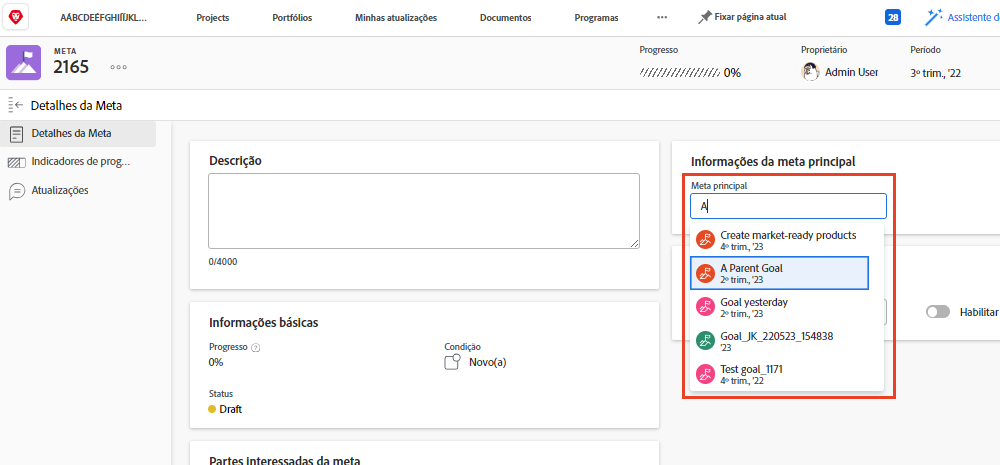 AÁBCDEÉFGHIÍJKL...
Projects
Portfólios
Minhas atualizações
Documentos
Programas
Fixar página atual
28
Assistente d
META
2165
Progresso
0%
Proprietário
Admin User
Período
3º trim., '22
Detalhes da Meta
Detalhes da Meta
Indicadores de prog...
Atualizações
Descrição
0/4000
Informações básicas
Progresso
0%
Condição
Novo(a)
Status
Draft
Partes interessadas da meta
Informações da meta principal
Meta principal
A
Create market-ready products
4º trim., '23
A Parent Goal
2º trim., '23
Goal yesterday
2º trim., '23
Goal_JK_220523_154838
'23
Test goal_1171
4º trim., '22
Habilitar